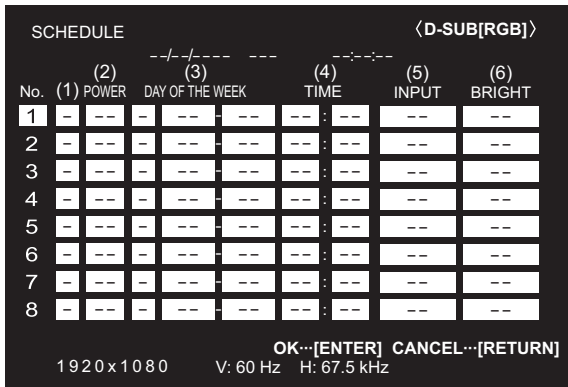 SCHEDULE 〈D-SUB[RGB]〉
--/--/---- --- --:--:--
(2) (3) (4) (5) (6)
No. (1) POWER DAY OF THE WEEK TIME INPUT BRIGHT
1 - -- - -- - -- -- : -- -- --
2 - -- - -- - -- -- : -- -- --
3 - -- - -- - -- -- : -- -- --
4 - -- - -- - -- -- : -- -- --
5 - -- - -- - -- -- : -- -- --
6 - -- - -- - -- -- : -- -- --
7 - -- - -- - -- -- : -- -- --
8 - -- - -- - -- -- : -- -- --
OK···[ENTER] CANCEL···[RETURN]
1920x1080 V: 60 Hz H: 67.5 kHz